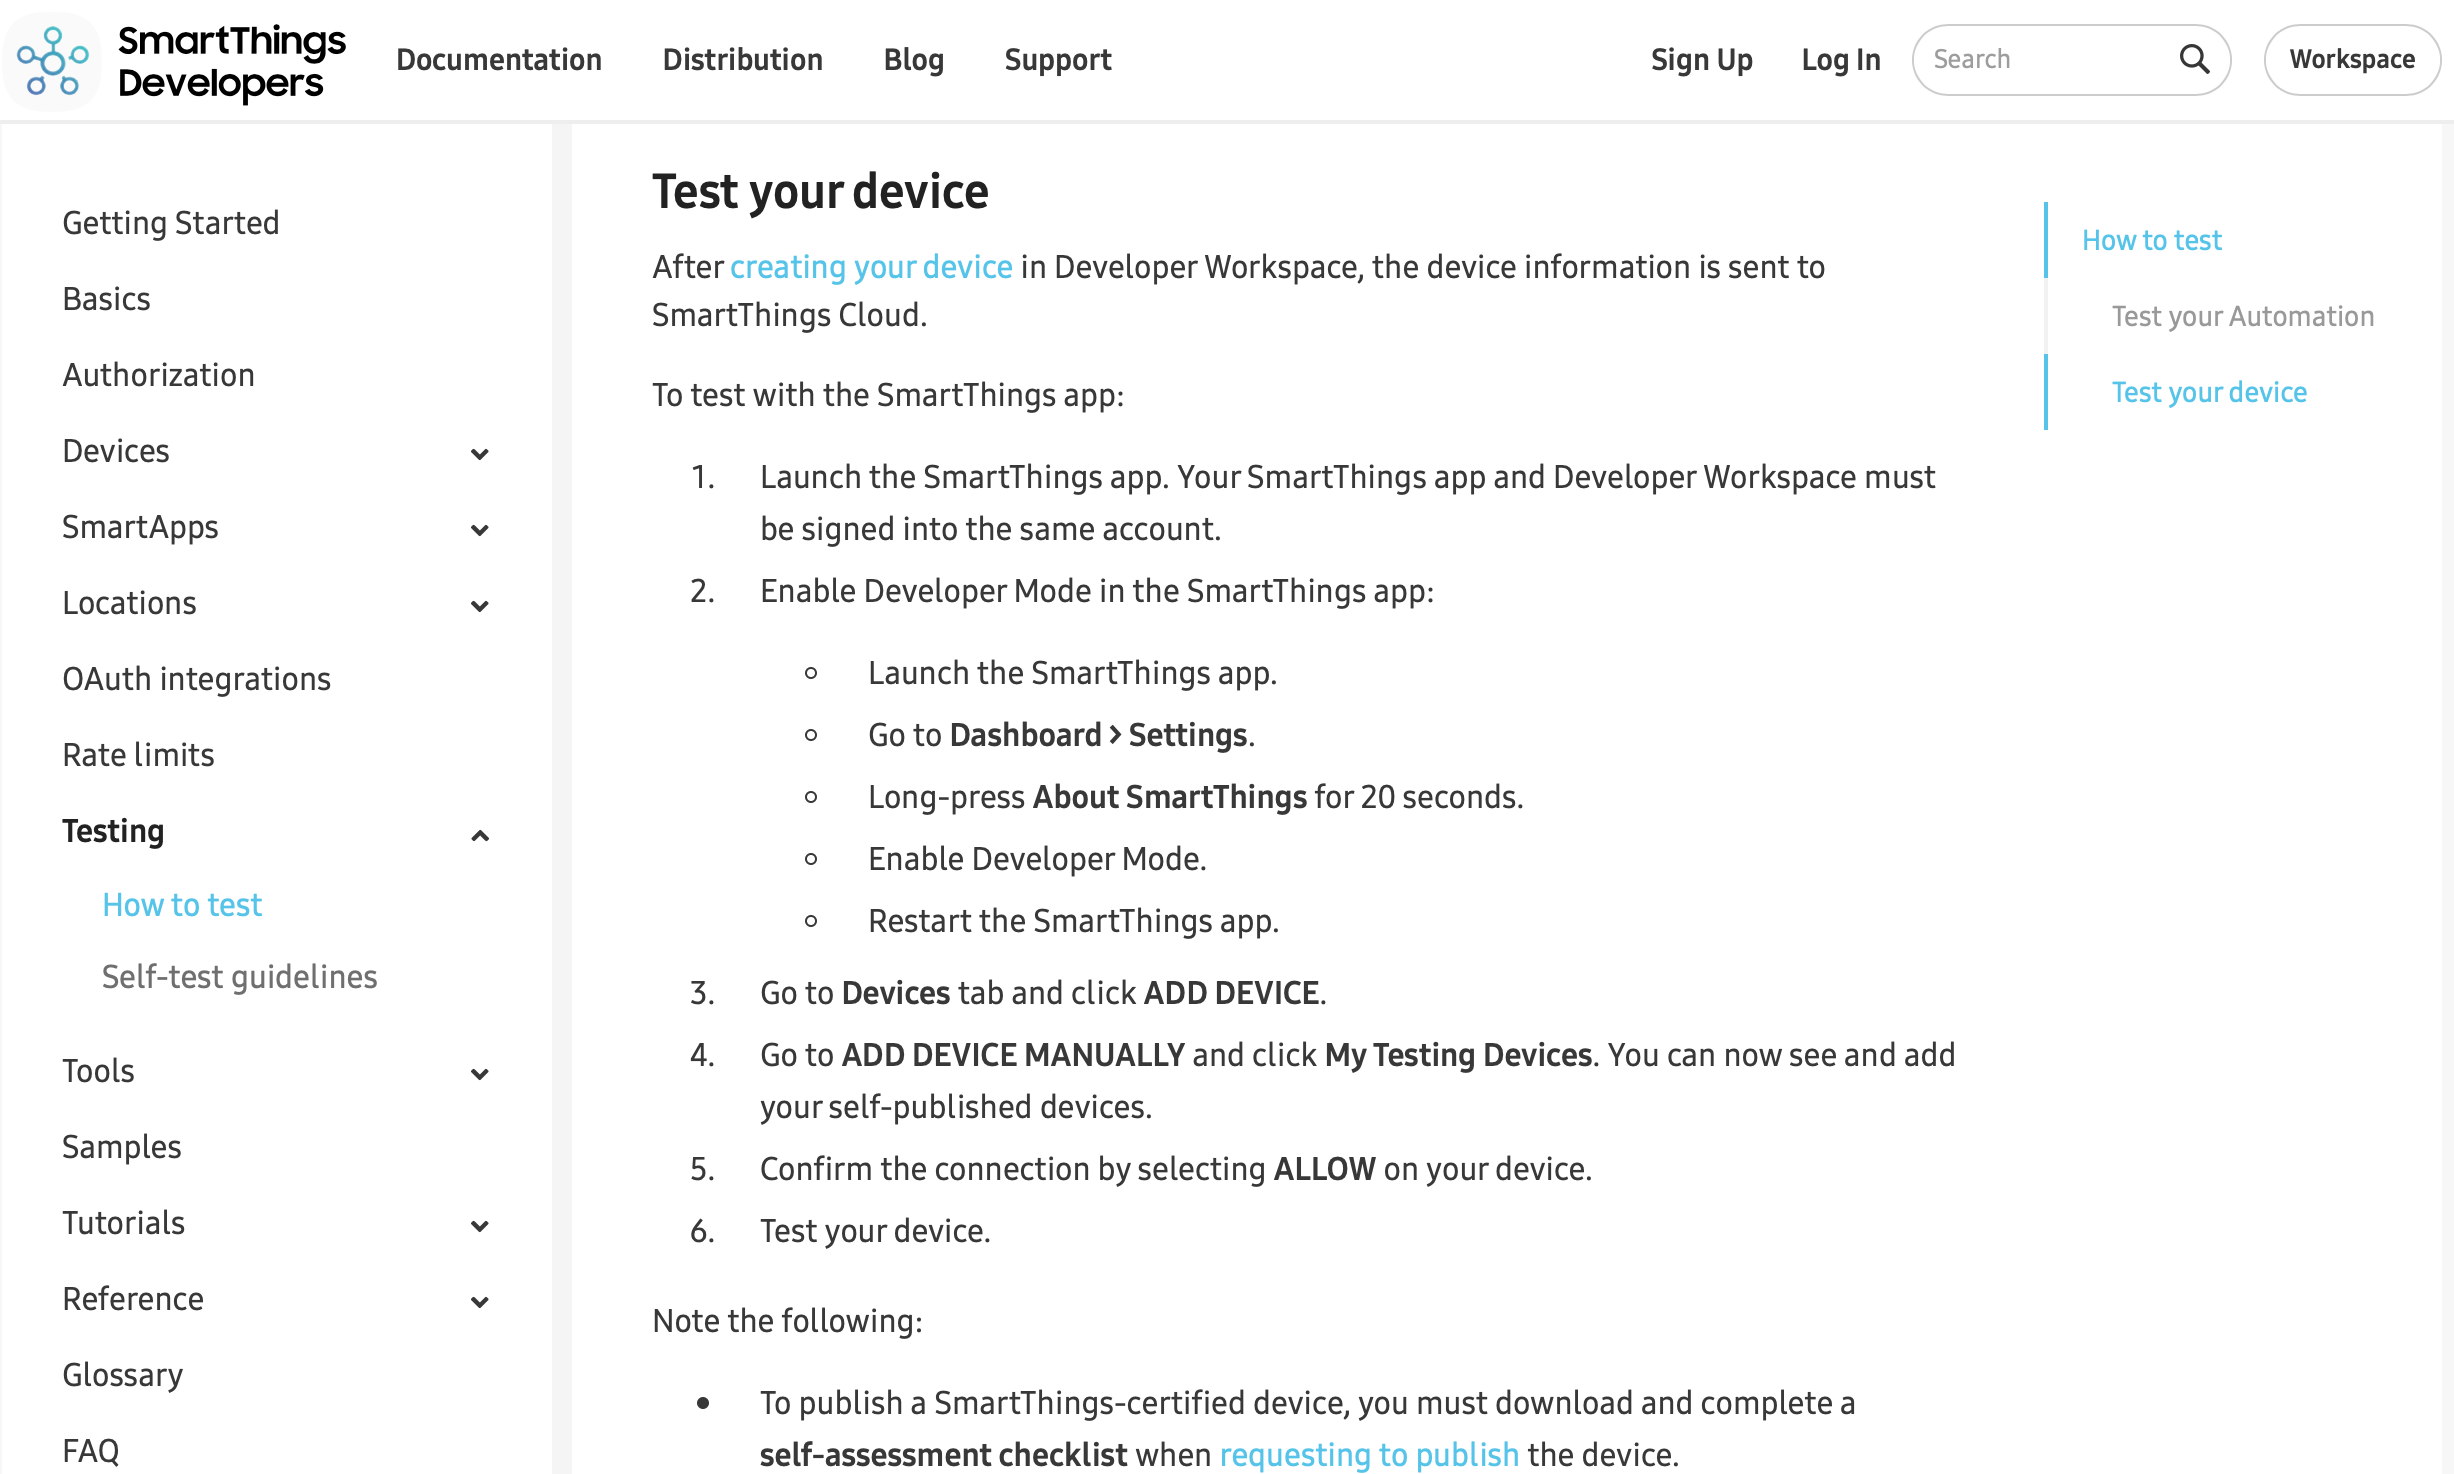 SmartThings
Developers
Documentation
Distribution
Blog
Support
Sign Up
Log In
Search
Workspace
Getting Started
Basics
Authorization
Devices
SmartApps
Locations
OAuth integrations
Rate limits
Testing
How to test
Self-test guidelines
Tools
Samples
Tutorials
Reference
Glossary
FAQ
Test your device
After creating your device in Developer Workspace, the device information is sent to
SmartThings Cloud.
To test with the SmartThings app:
1. Launch the SmartThings app. Your SmartThings app and Developer Workspace must
be signed into the same account.
2. Enable Developer Mode in the SmartThings app:
Launch the SmartThings app.
Go to Dashboard > Settings.
Long-press About SmartThings for 20 seconds.
Enable Developer Mode.
Restart the SmartThings app.
3. Go to Devices tab and click ADD DEVICE.
4. Go to ADD DEVICE MANUALLY and click My Testing Devices. You can now see and add
your self-published devices.
5. Confirm the connection by selecting ALLOW on your device.
6. Test your device.
Note the following:
• To publish a SmartThings-certified device, you must download and complete a
self-assessment checklist when requesting to publish the device.
How to test
Test your Automation
Test your device